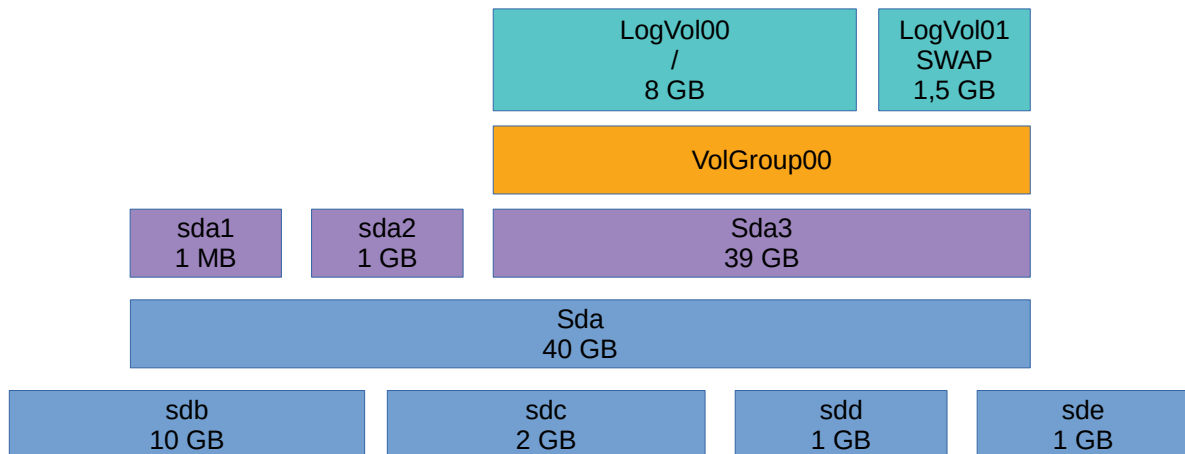 LogVol00
/
8 GB
LogVol01
SWAP
1,5 GB
VolGroup00
sda1
1 MB
sda2
1 GB
Sda3
39 GB
Sda
40 GB
sdb
10 GB
sdc
2 GB
sdd
1 GB
sde
1 GB